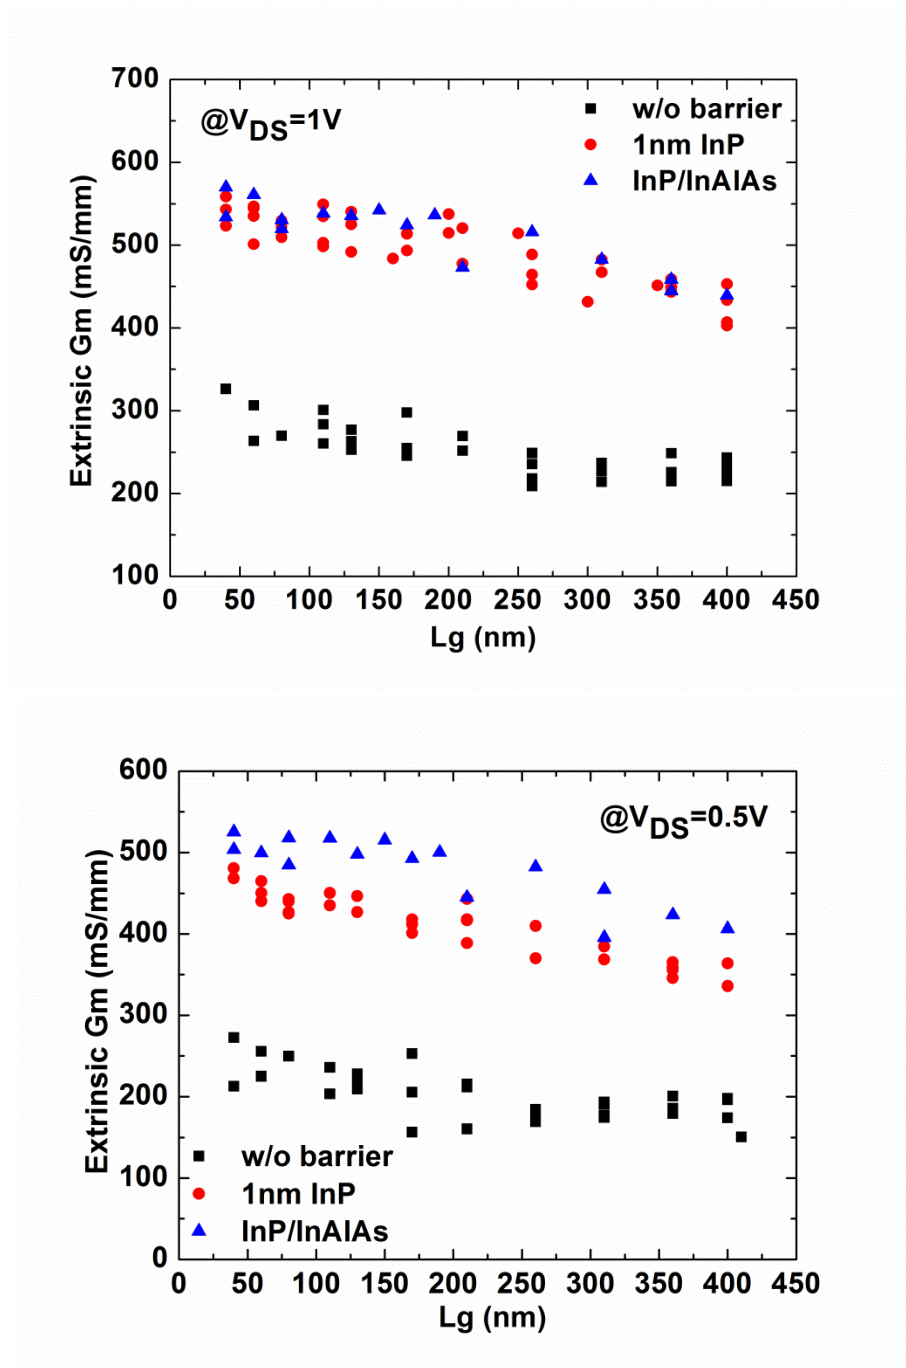 700
600
500
400
300
200
100
Extrinsic Gm (mS/mm)
@VDS=1V
w/o barrier
1nm InP
InP/InAlAs
0 50 100 150 200 250 300 350 400 450
Lg (nm)
600
500
400
300
200
100
0
Extrinsic Gm (mS/mm)
@VDS=0.5V
w/o barrier
1nm InP
InP/InAlAs
0 50 100 150 200 250 300 350 400 450
Lg (nm)